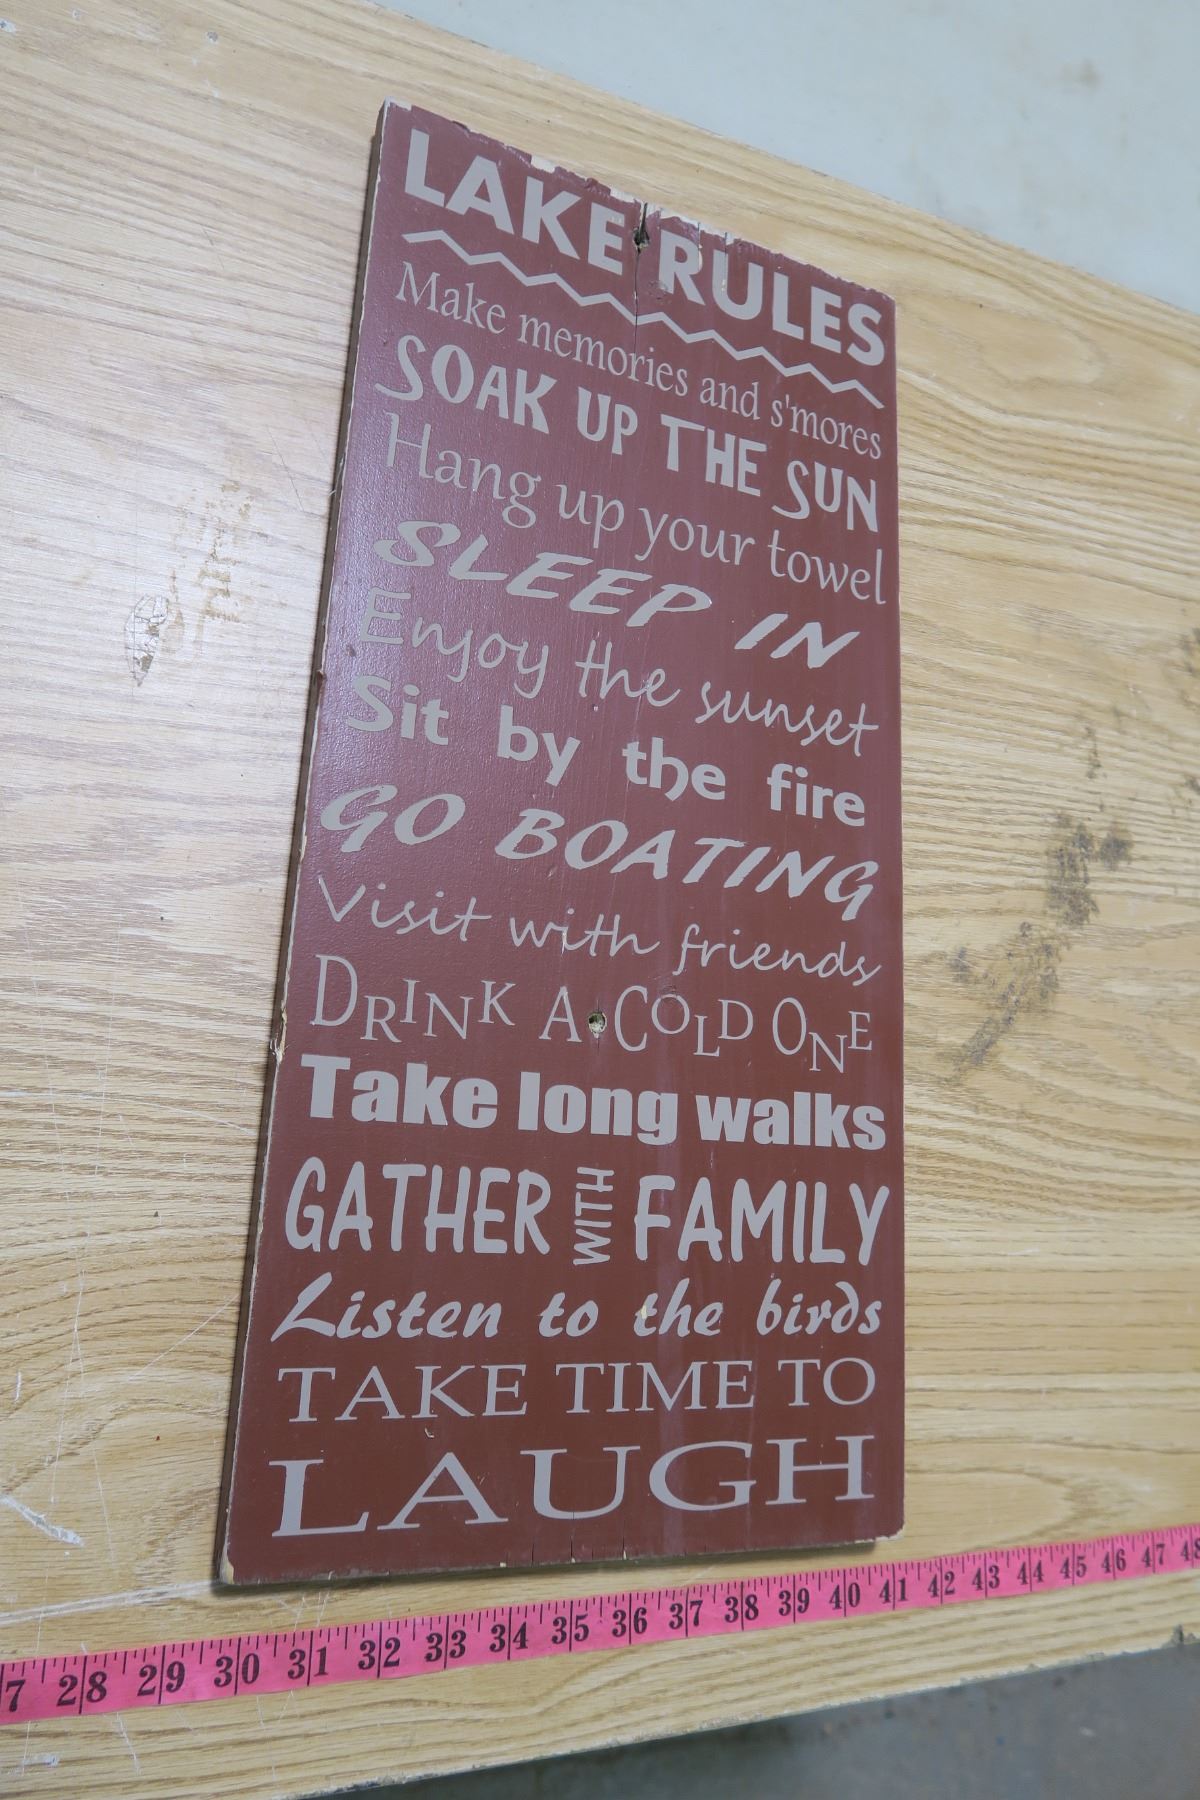 LAKE RULES
Make memories and s'mores
SOAK UP THE SUN
Hang up your towel
SLEEP IN
Enjoy the sunset
Sit by the fire
GO BOATING
Visit with friends
DRINK A COLD ONE
Take long walks
GATHER WITH FAMILY
Listen to the birds
TAKE TIME TO
LAUGH
7 28 29 30 31 32 33 34 35 36 37 38 39 40 41 42 43 44 45 46 47 48